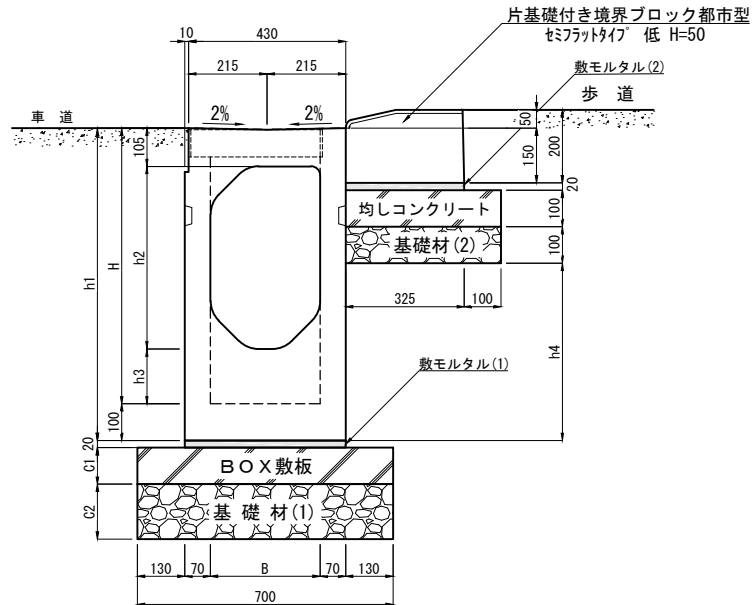 片基礎付き境界ブロック都市型
セミフラットタイプ 低 H=50
10
430
215
215
敷モルタル(2)
2%
2%
車 道
歩 道
50
105
150
200
20
均しコンクリート
100
基礎材(2)
100
h1
H
h2
325
100
h3
h4
敷モルタル(1)
100
20
C1
BOX敷板
C2
基 礎 材(1)
130
70
B
70
130
700